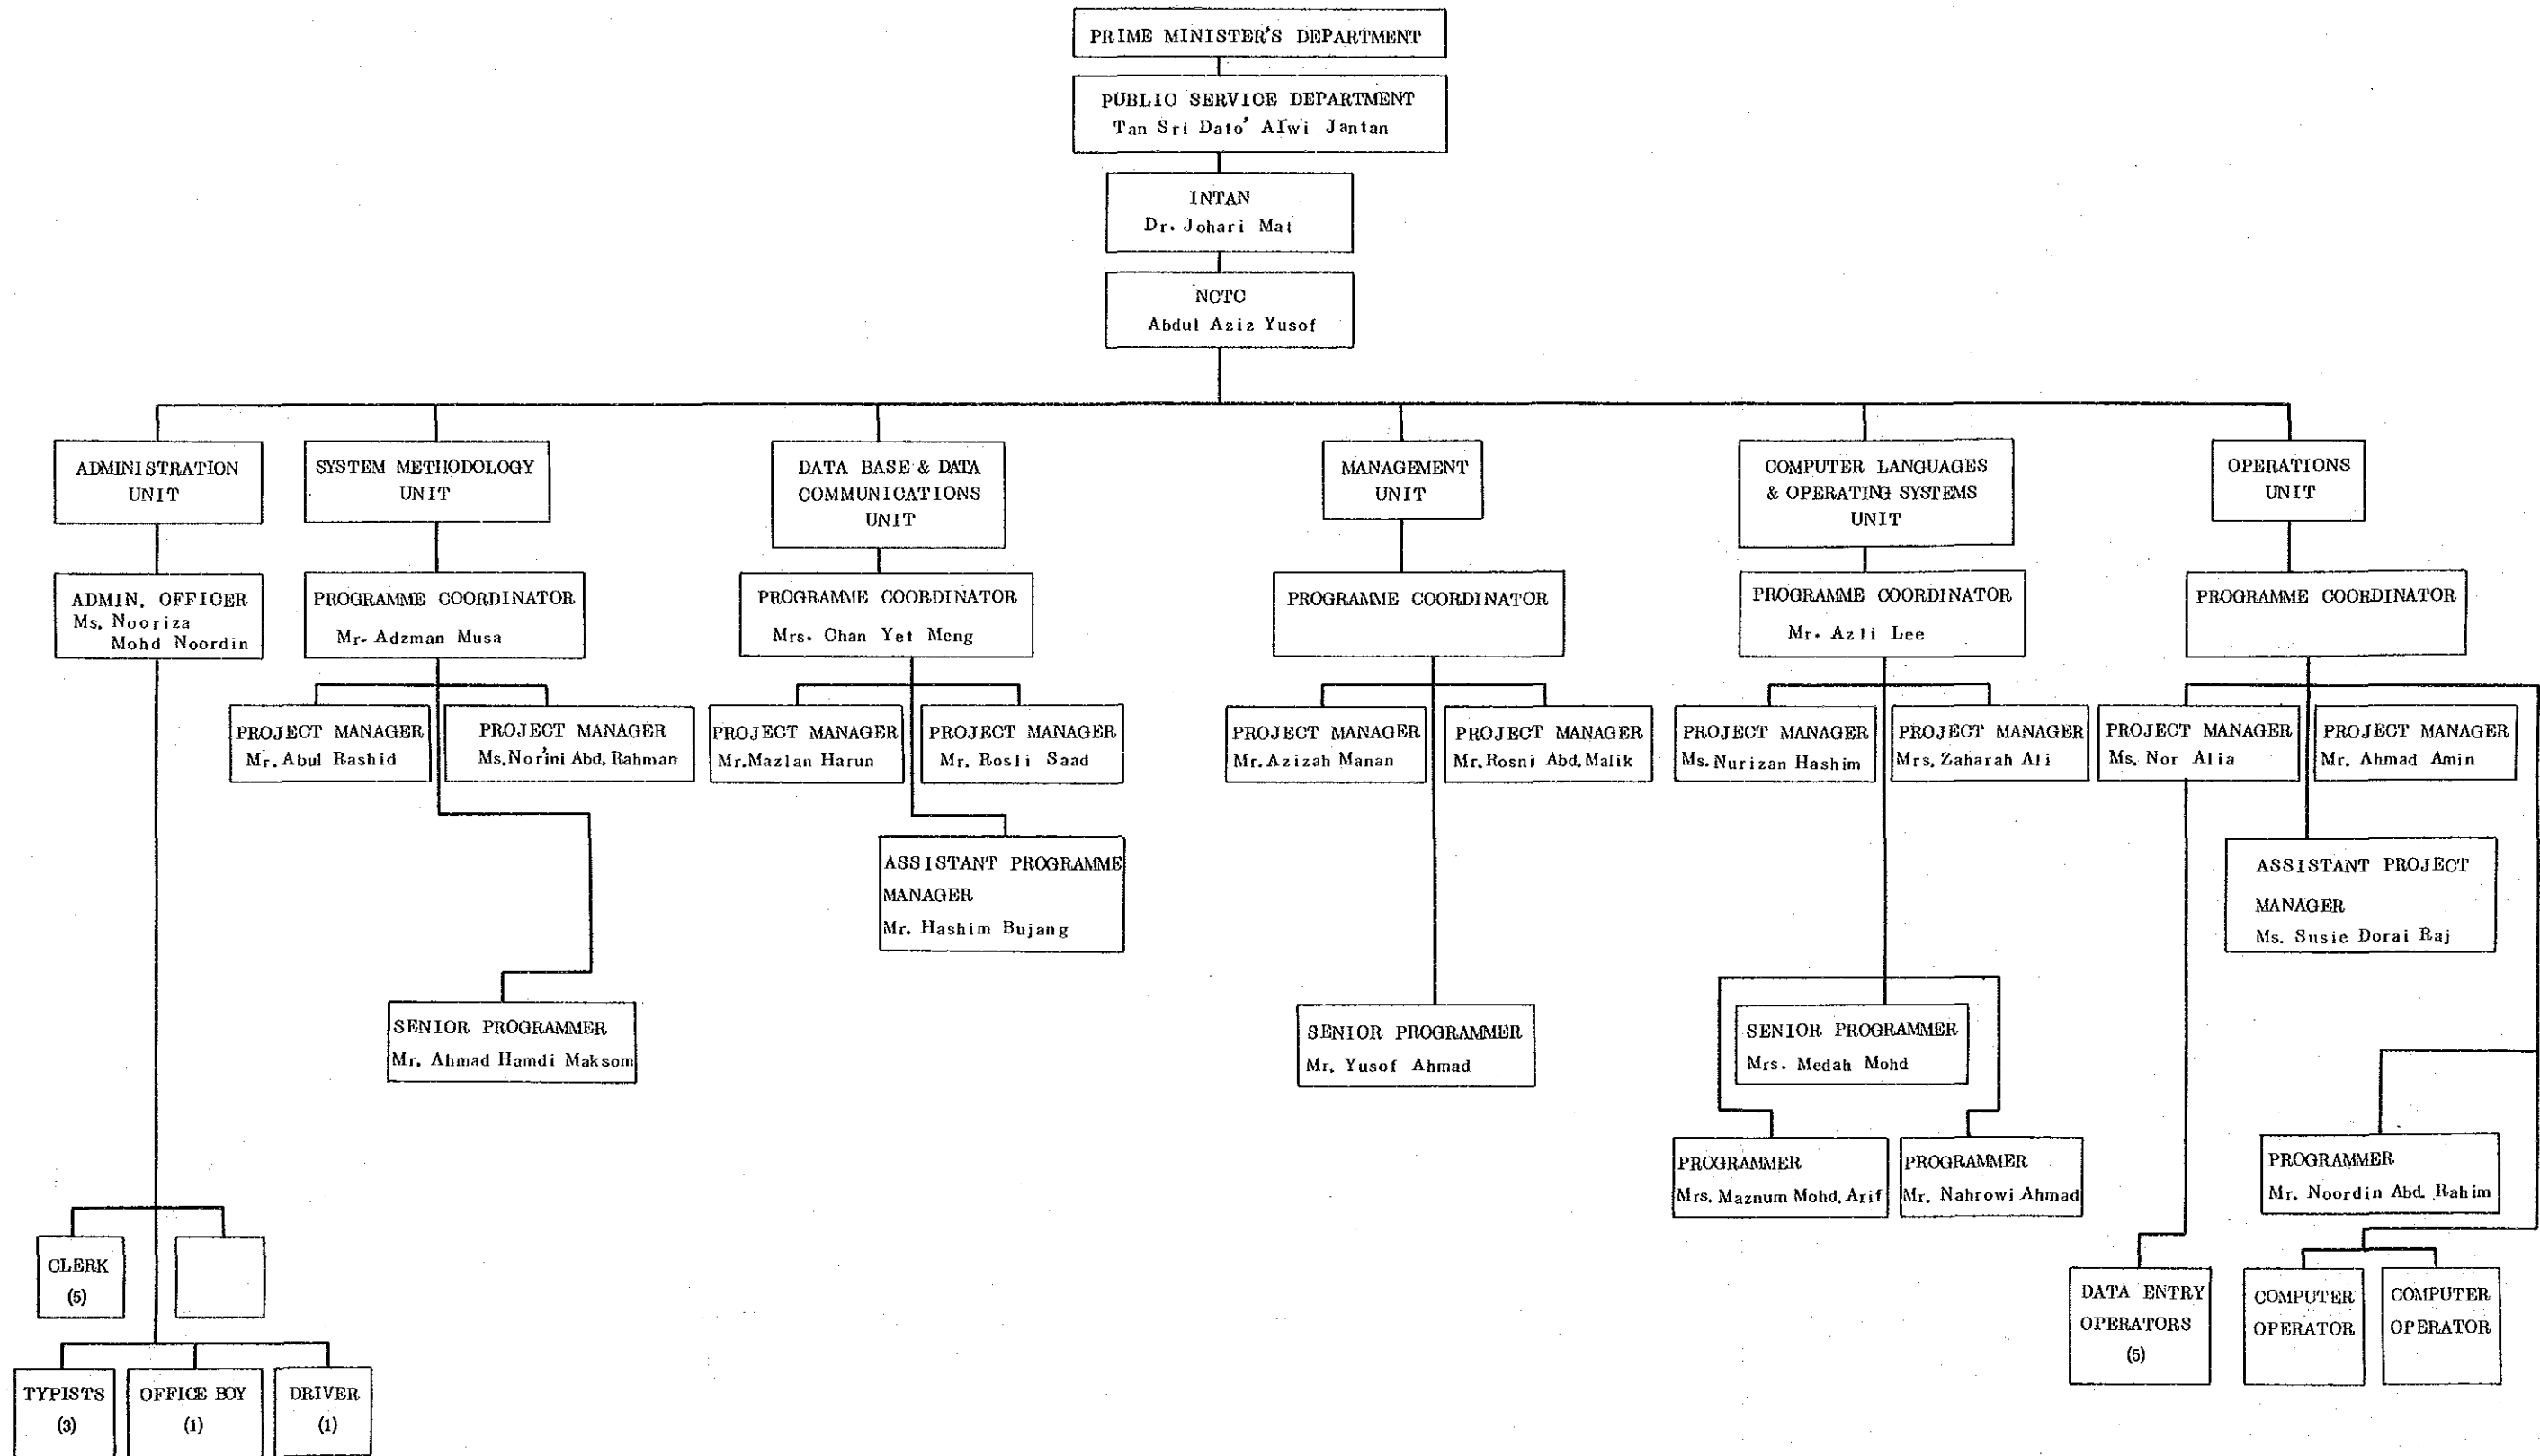 PRIME MINISTER'S DEPARTMENT
PUBLIC SERVICE DEPARTMENT
Tan Sri Dato' Alwi Jantan
INTAN
Dr. Johari Mat
NCTC
Abdul Aziz Yusof
ADMINISTRATION
UNIT
SYSTEM METHODOLOGY
UNIT
DATA BASE & DATA
COMMUNICATIONS
UNIT
MANAGEMENT
UNIT
COMPUTER LANGUAGES
& OPERATING SYSTEMS
UNIT
OPERATIONS
UNIT
ADMIN. OFFICER
Ms. Nooriza
Mohd Noordin
PROGRAMME COORDINATOR
Mr. Adzman Musa
PROGRAMME COORDINATOR
Mrs. Chan Yet Meng
PROGRAMME COORDINATOR
PROGRAMME COORDINATOR
Mr. Azli Lee
PROGRAMME COORDINATOR
PROJECT MANAGER
Mr. Abul Rashid
PROJECT MANAGER
Ms. Nor'ini Abd. Rahman
PROJECT MANAGER
Mr. Mazlan Harun
PROJECT MANAGER
Mr. Rosli Saad
PROJECT MANAGER
Mr. Azizah Manan
PROJECT MANAGER
Mr. Rosni Abd. Malik
PROJECT MANAGER
Ms. Nurizan Hashim
PROJECT MANAGER
Mrs. Zaharah Ali
PROJECT MANAGER
Ms. Nor Alia
PROJECT MANAGER
Mr. Ahmad Amin
ASSISTANT PROGRAMME
MANAGER
Mr. Hashim Bujang
ASSISTANT PROJECT
MANAGER
Ms. Susie Dorai Raj
SENIOR PROGRAMMER
Mr. Ahmad Hamdi Maksom
SENIOR PROGRAMMER
Mr. Yusof Ahmad
SENIOR PROGRAMMER
Mrs. Medah Mohd
PROGRAMMER
Mrs. Maznum Mohd. Arif
PROGRAMMER
Mr. Nahrowi Ahmad
PROGRAMMER
Mr. Noordin Abd. Rahim
CLERK
(5)
DATA ENTRY
OPERATORS
(5)
COMPUTER
OPERATOR
COMPUTER
OPERATOR
TYPISTS
(3)
OFFICE BOY
(1)
DRIVER
(1)